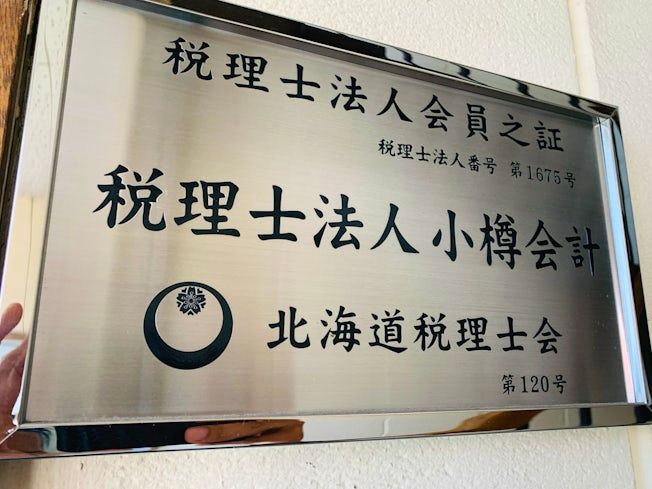 税理士法人会員之証
税理士法人番号 第1675号
税理士法人小樽会計
北海道税理士会
第120号